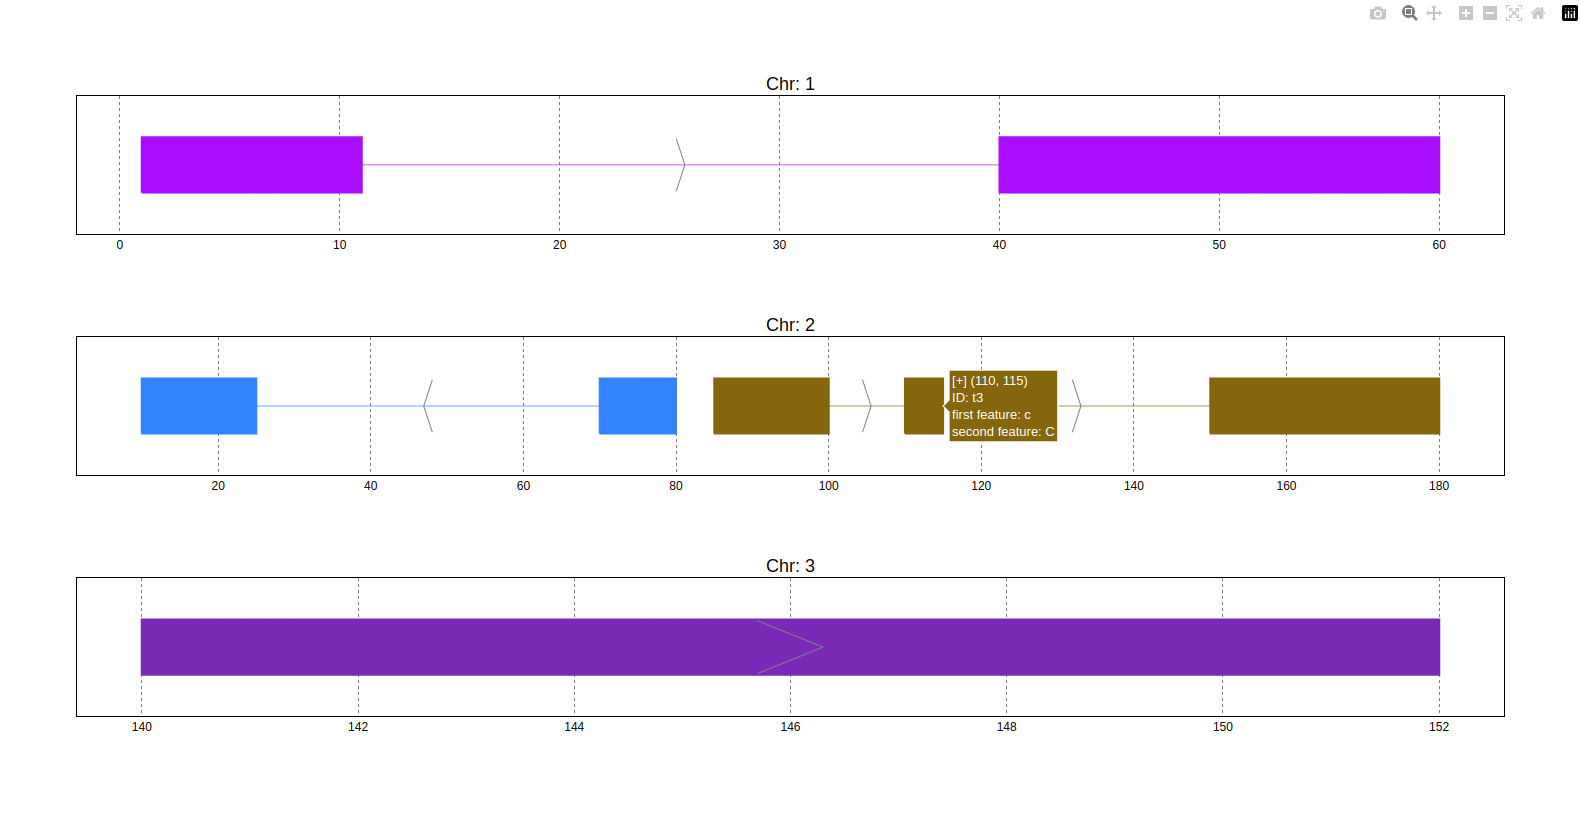 Chr: 1
0 10 20 30 40 50 60
Chr: 2
[+] (110, 115)
ID: t3
first feature: c
second feature: C
20 40 60 80 100 120 140 160 180
Chr: 3
140 142 144 146 148 150 152